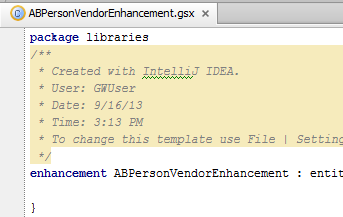 ABPersonVendorEnhancement.gsx
package libraries
/**
* Created with IntelliJ IDEA.
* User: GWUser
* Date: 9/16/13
* Time: 3:13 PM
* To change this template use File | Setting
*/
enhancement ABPersonVendorEnhancement : entit
}